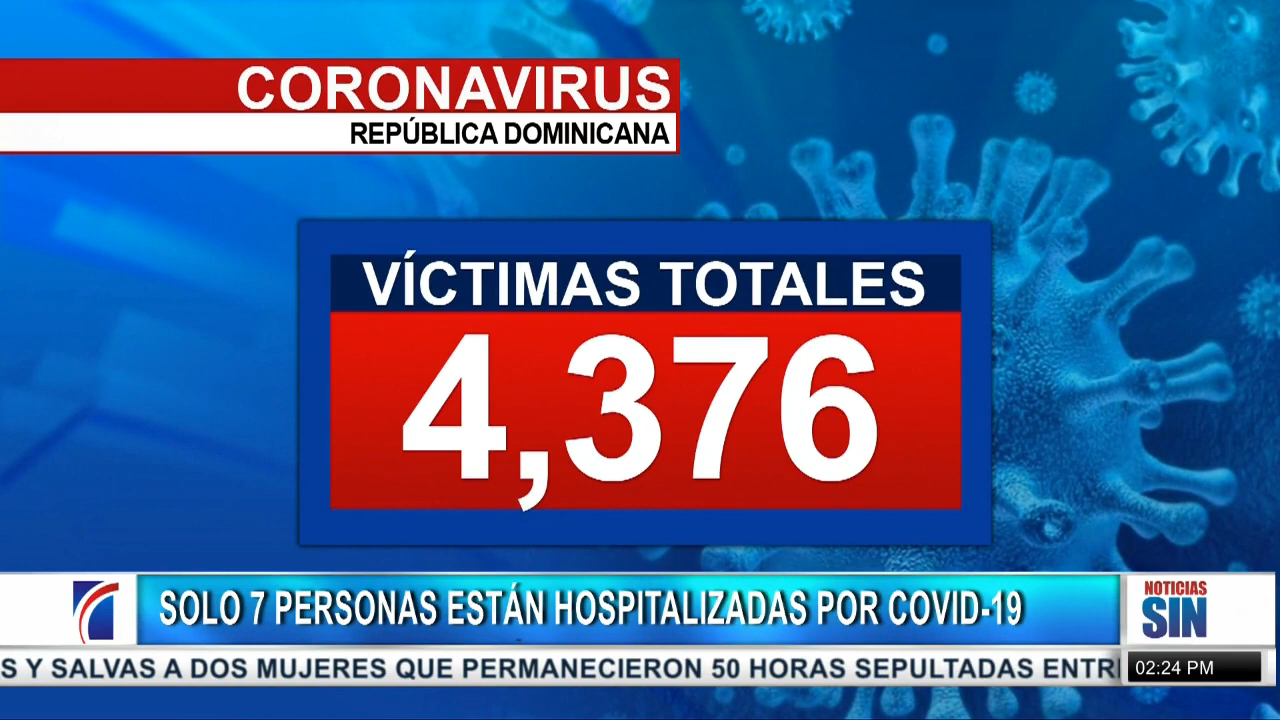 CORONAVIRUS
REPÚBLICA DOMINICANA
VÍCTIMAS TOTALES
4,376
SOLO 7 PERSONAS ESTÁN HOSPITALIZADAS POR COVID-19
NOTICIAS
SIN
S Y SALVAS A DOS MUJERES QUE PERMANECIERON 50 HORAS SEPULTADAS ENTR
02:24 PM